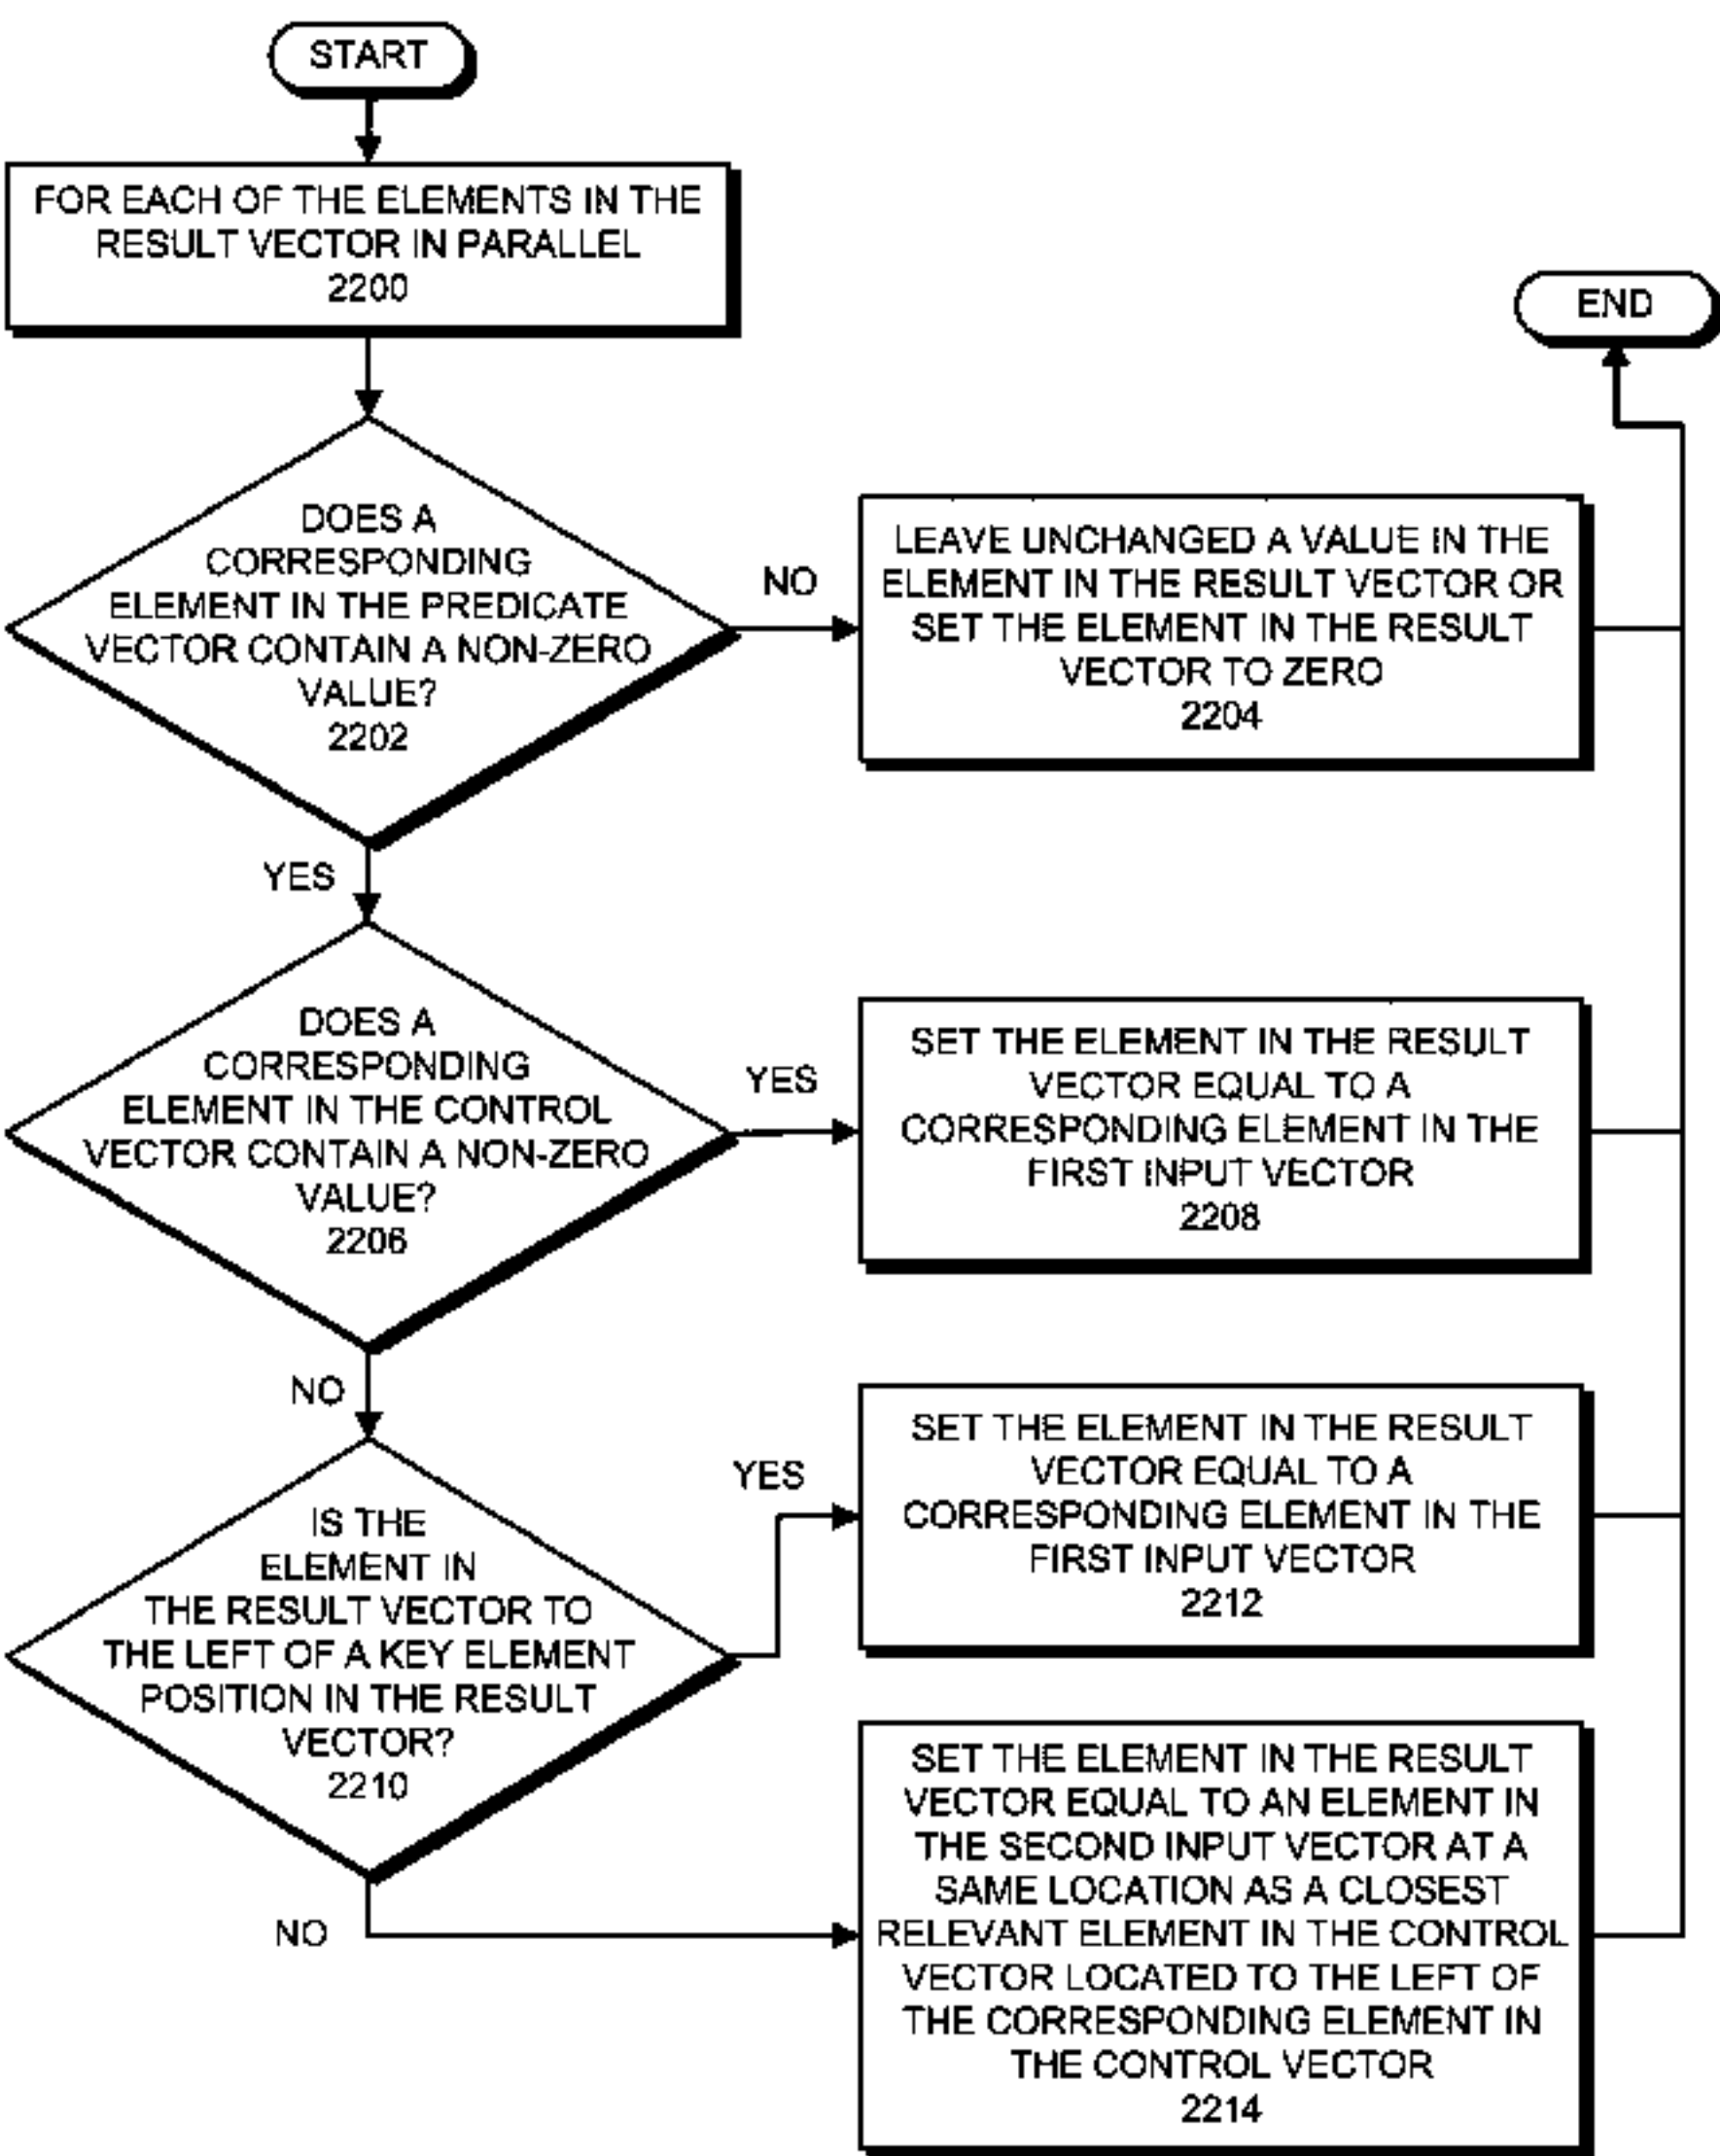 START
FOR EACH OF THE ELEMENTS IN THE
RESULT VECTOR IN PARALLEL
2200
END
DOES A
CORRESPONDING
ELEMENT IN THE PREDICATE
VECTOR CONTAIN A NON-ZERO
VALUE?
2202
NO
LEAVE UNCHANGED A VALUE IN THE
ELEMENT IN THE RESULT VECTOR OR
SET THE ELEMENT IN THE RESULT
VECTOR TO ZERO
2204
YES
DOES A
CORRESPONDING
ELEMENT IN THE CONTROL
VECTOR CONTAIN A NON-ZERO
VALUE?
2206
YES
SET THE ELEMENT IN THE RESULT
VECTOR EQUAL TO A
CORRESPONDING ELEMENT IN THE
FIRST INPUT VECTOR
2208
NO
IS THE
ELEMENT IN
THE RESULT VECTOR TO
THE LEFT OF A KEY ELEMENT
POSITION IN THE RESULT
VECTOR?
2210
YES
SET THE ELEMENT IN THE RESULT
VECTOR EQUAL TO A
CORRESPONDING ELEMENT IN THE
FIRST INPUT VECTOR
2212
NO
SET THE ELEMENT IN THE RESULT
VECTOR EQUAL TO AN ELEMENT IN
THE SECOND INPUT VECTOR AT A
SAME LOCATION AS A CLOSEST
RELEVANT ELEMENT IN THE CONTROL
VECTOR LOCATED TO THE LEFT OF
THE CORRESPONDING ELEMENT IN
THE CONTROL VECTOR
2214